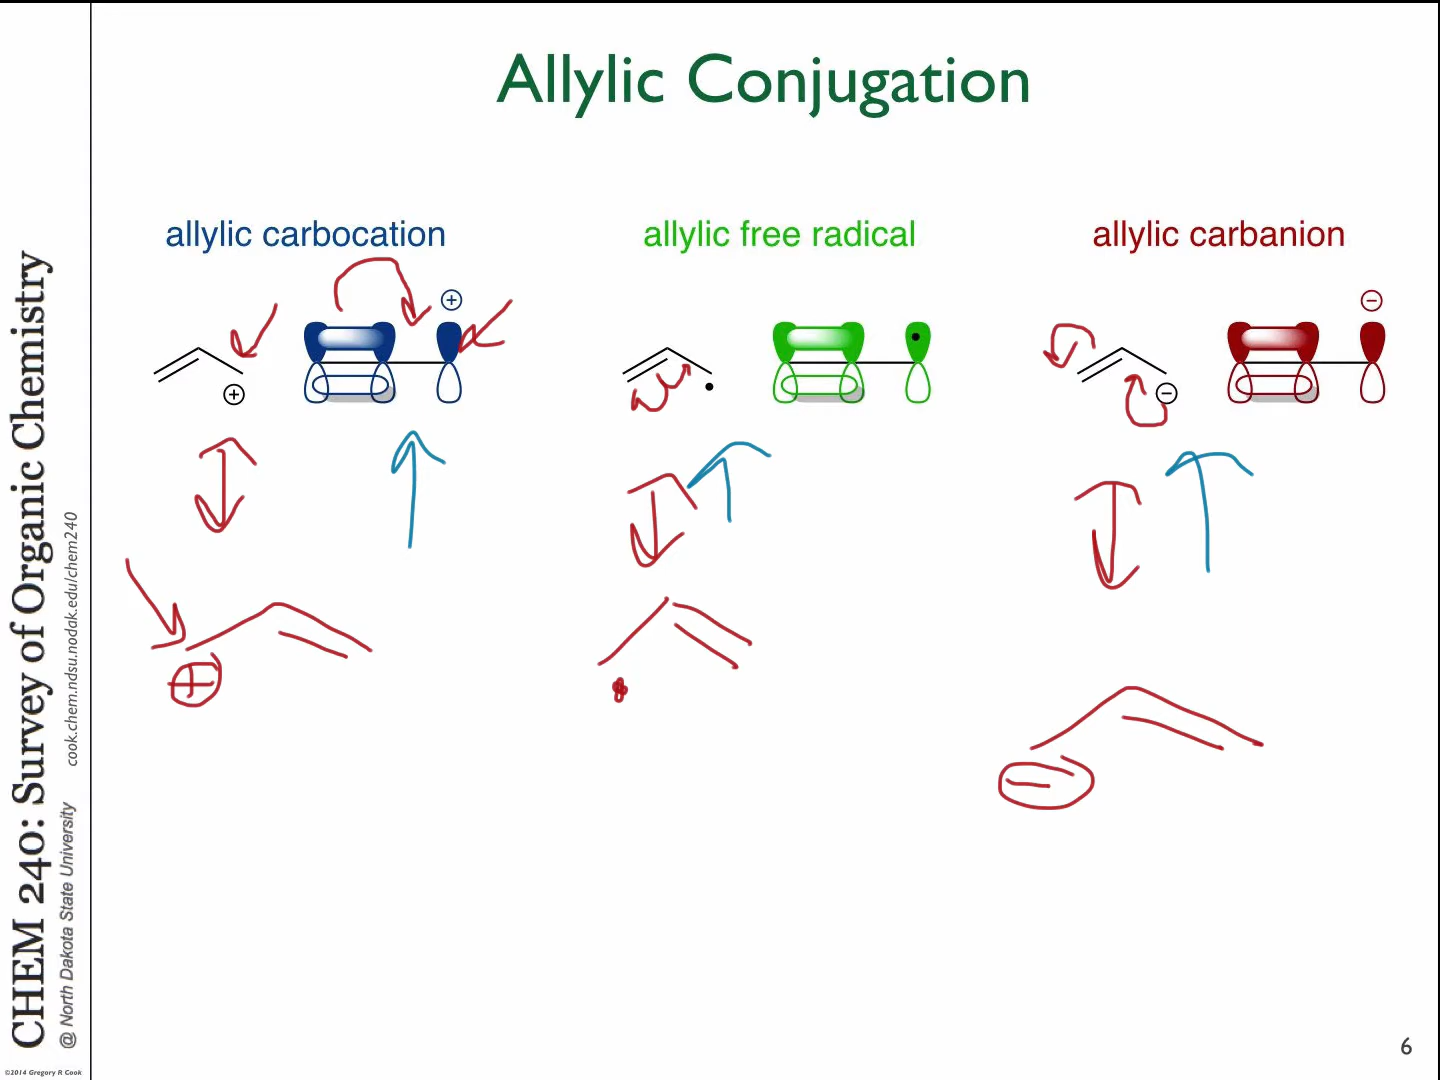 Allylic Conjugation
allylic carbocation
allylic free radical
allylic carbanion
+
−
+
−
+
−
CHEM 240: Survey of Organic Chemistry
@ North Dakota State University
cook.chem.ndsu.nodak.edu/chem240
©2014 Gregory R Cook
6